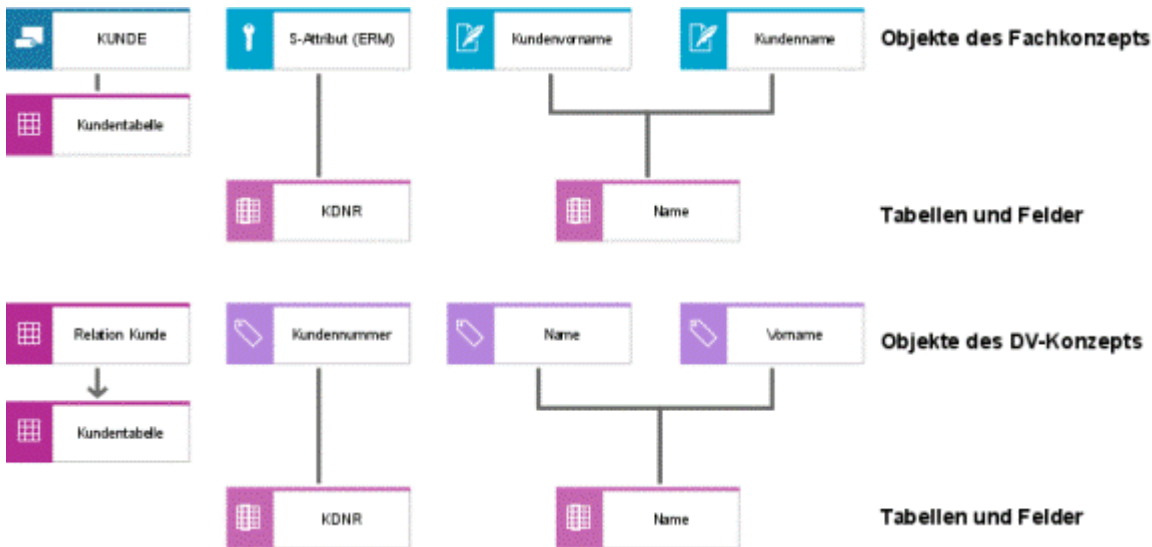 KUNDE S-Attribut (ERM) Kundenvorname Kundenname Objekte des Fachkonzepts
Kundentabelle
KDNR Name Tabellen und Felder
Relation Kunde Kundennummer Name Vorname Objekte des DV-Konzepts
Kundentabelle
KDNR Name Tabellen und Felder